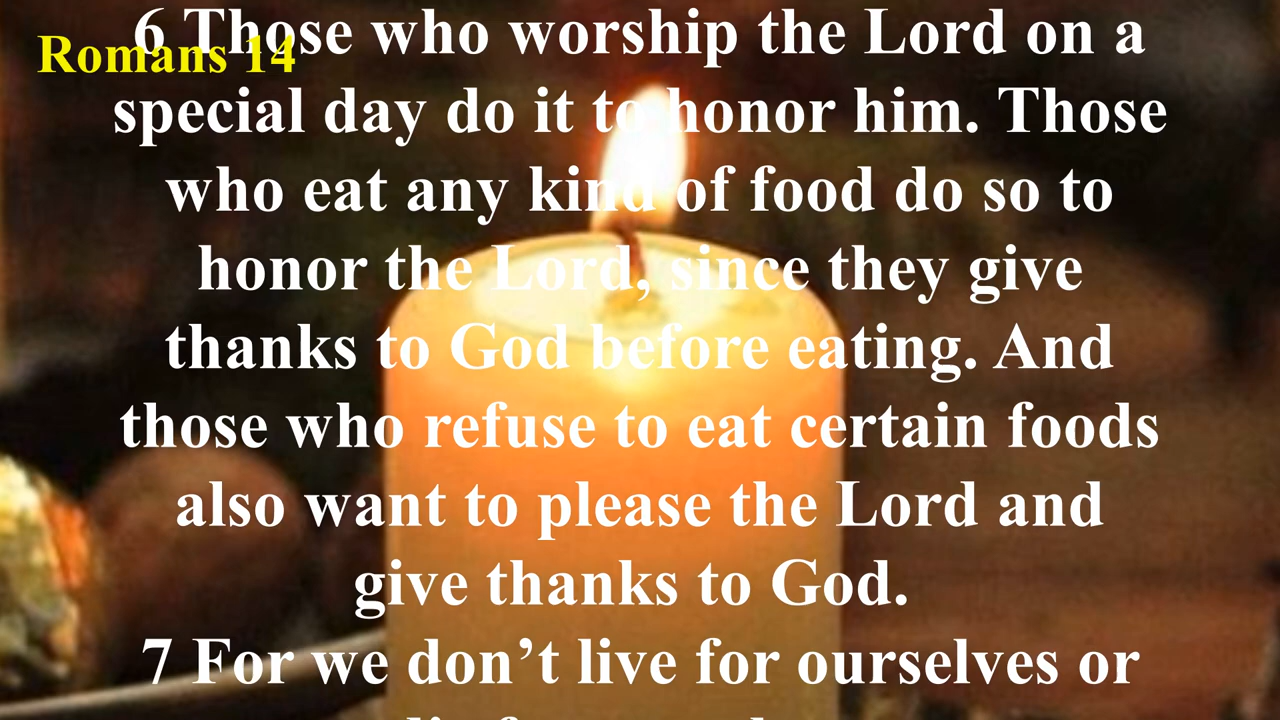 Romans 14
6 Those who worship the Lord on a
special day do it to honor him. Those
who eat any kind of food do so to
honor the Lord, since they give
thanks to God before eating. And
those who refuse to eat certain foods
also want to please the Lord and
give thanks to God.
7 For we don’t live for ourselves or